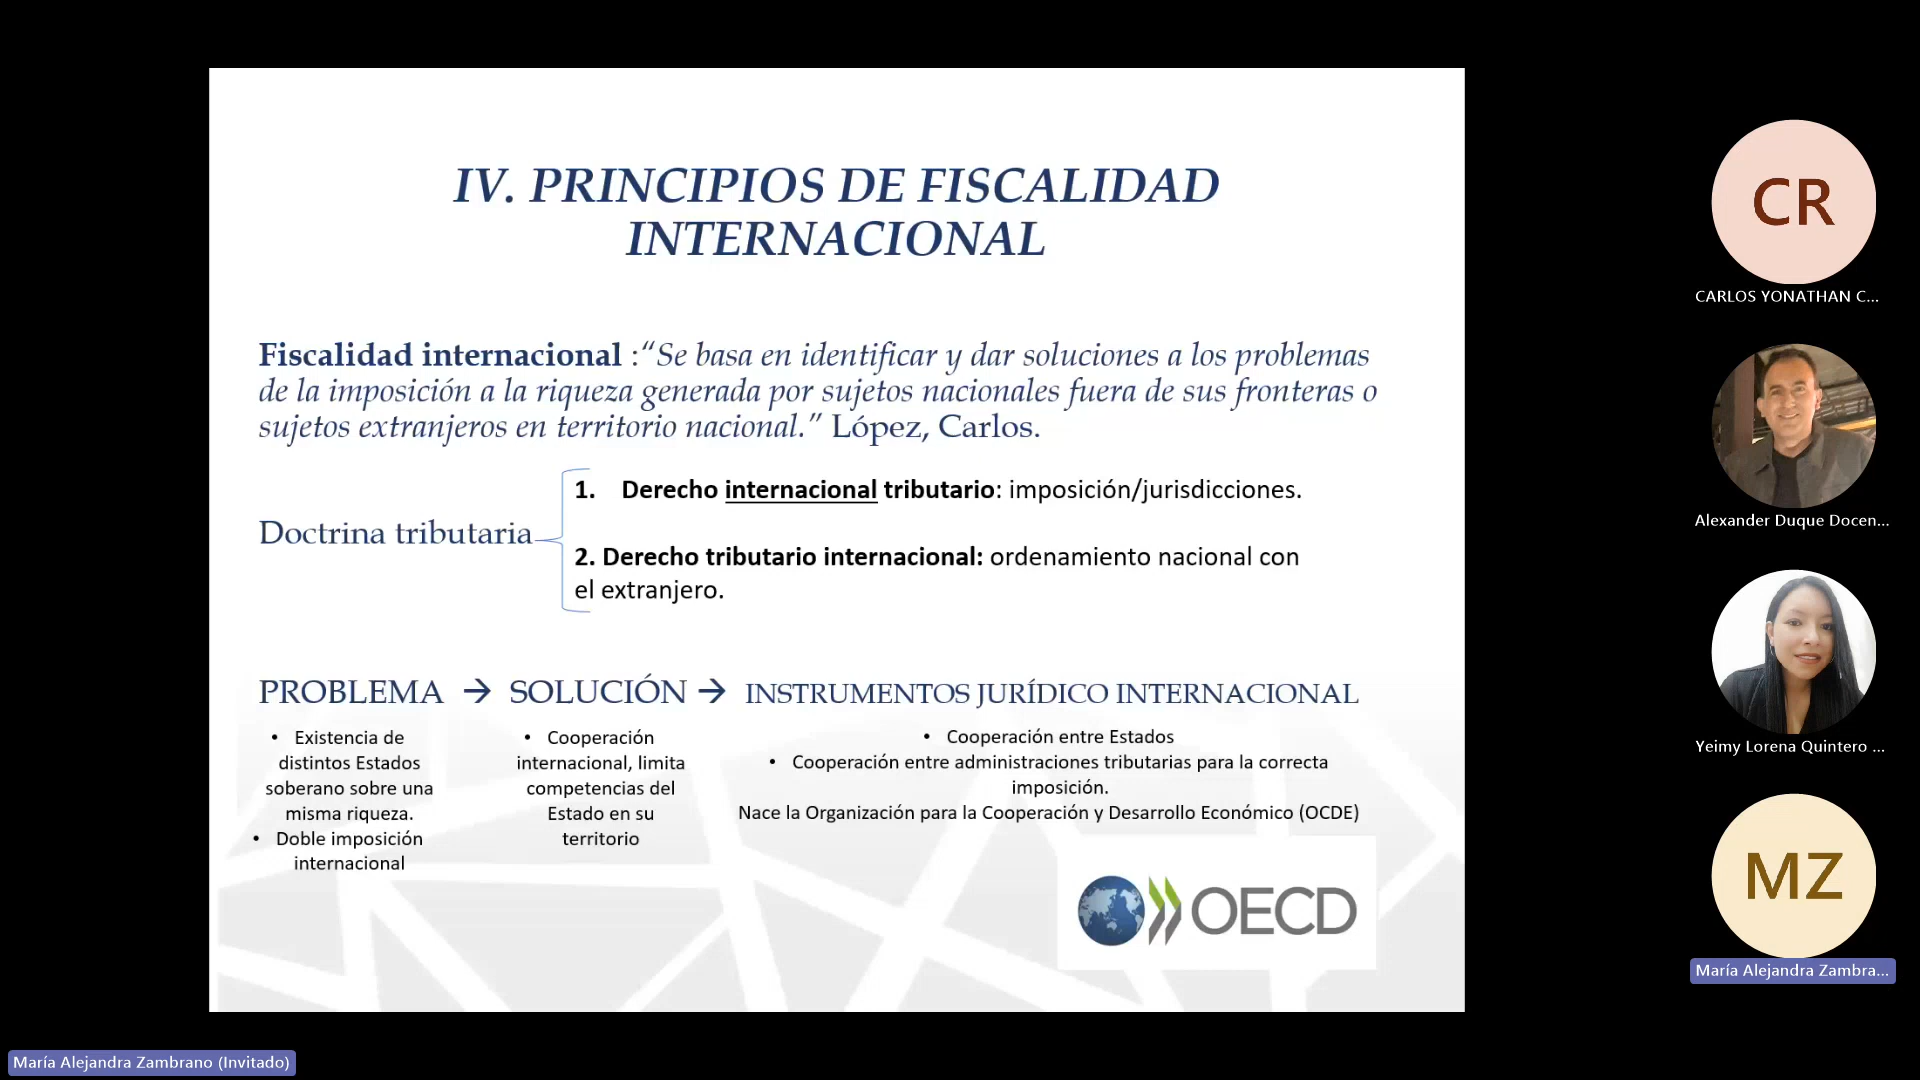 IV. PRINCIPIOS DE FISCALIDAD
INTERNACIONAL
Fiscalidad internacional :“Se basa en identificar y dar soluciones a los problemas
de la imposición a la riqueza generada por sujetos nacionales fuera de sus fronteras o
sujetos extranjeros en territorio nacional.” López, Carlos.
Doctrina tributaria
1. Derecho internacional tributario: imposición/jurisdicciones.
2. Derecho tributario internacional: ordenamiento nacional con
el extranjero.
PROBLEMA → SOLUCIÓN → INSTRUMENTOS JURÍDICO INTERNACIONAL
• Existencia de
distintos Estados
soberano sobre una
misma riqueza.
• Doble imposición
internacional
• Cooperación
internacional, limita
competencias del
Estado en su
territorio
• Cooperación entre Estados
• Cooperación entre administraciones tributarias para la correcta
imposición.
Nace la Organización para la Cooperación y Desarrollo Económico (OCDE)
OECD
CR
CARLOS YONATHAN C...
Alexander Duque Docen...
Yeimy Lorena Quintero ...
MZ
María Alejandra Zambra...
María Alejandra Zambrano (Invitado)